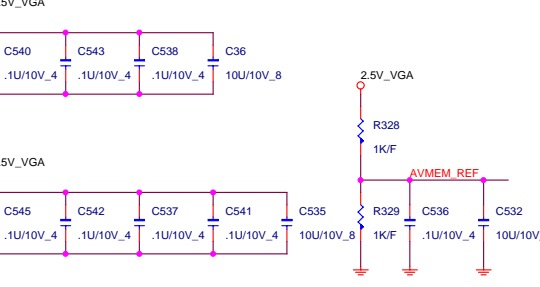 5V_VGA
C540 C543 C538 C36
.1U/10V_4 .1U/10V_4 .1U/10V_4 10U/10V_8
2.5V_VGA
R328
1K/F
5V_VGA
AVMEM_REF
C545 C542 C537 C541 C535 R329 C536 C532
.1U/10V_4 .1U/10V_4 .1U/10V_4 .1U/10V_4 10U/10V_8 1K/F .1U/10V_4 10U/10V